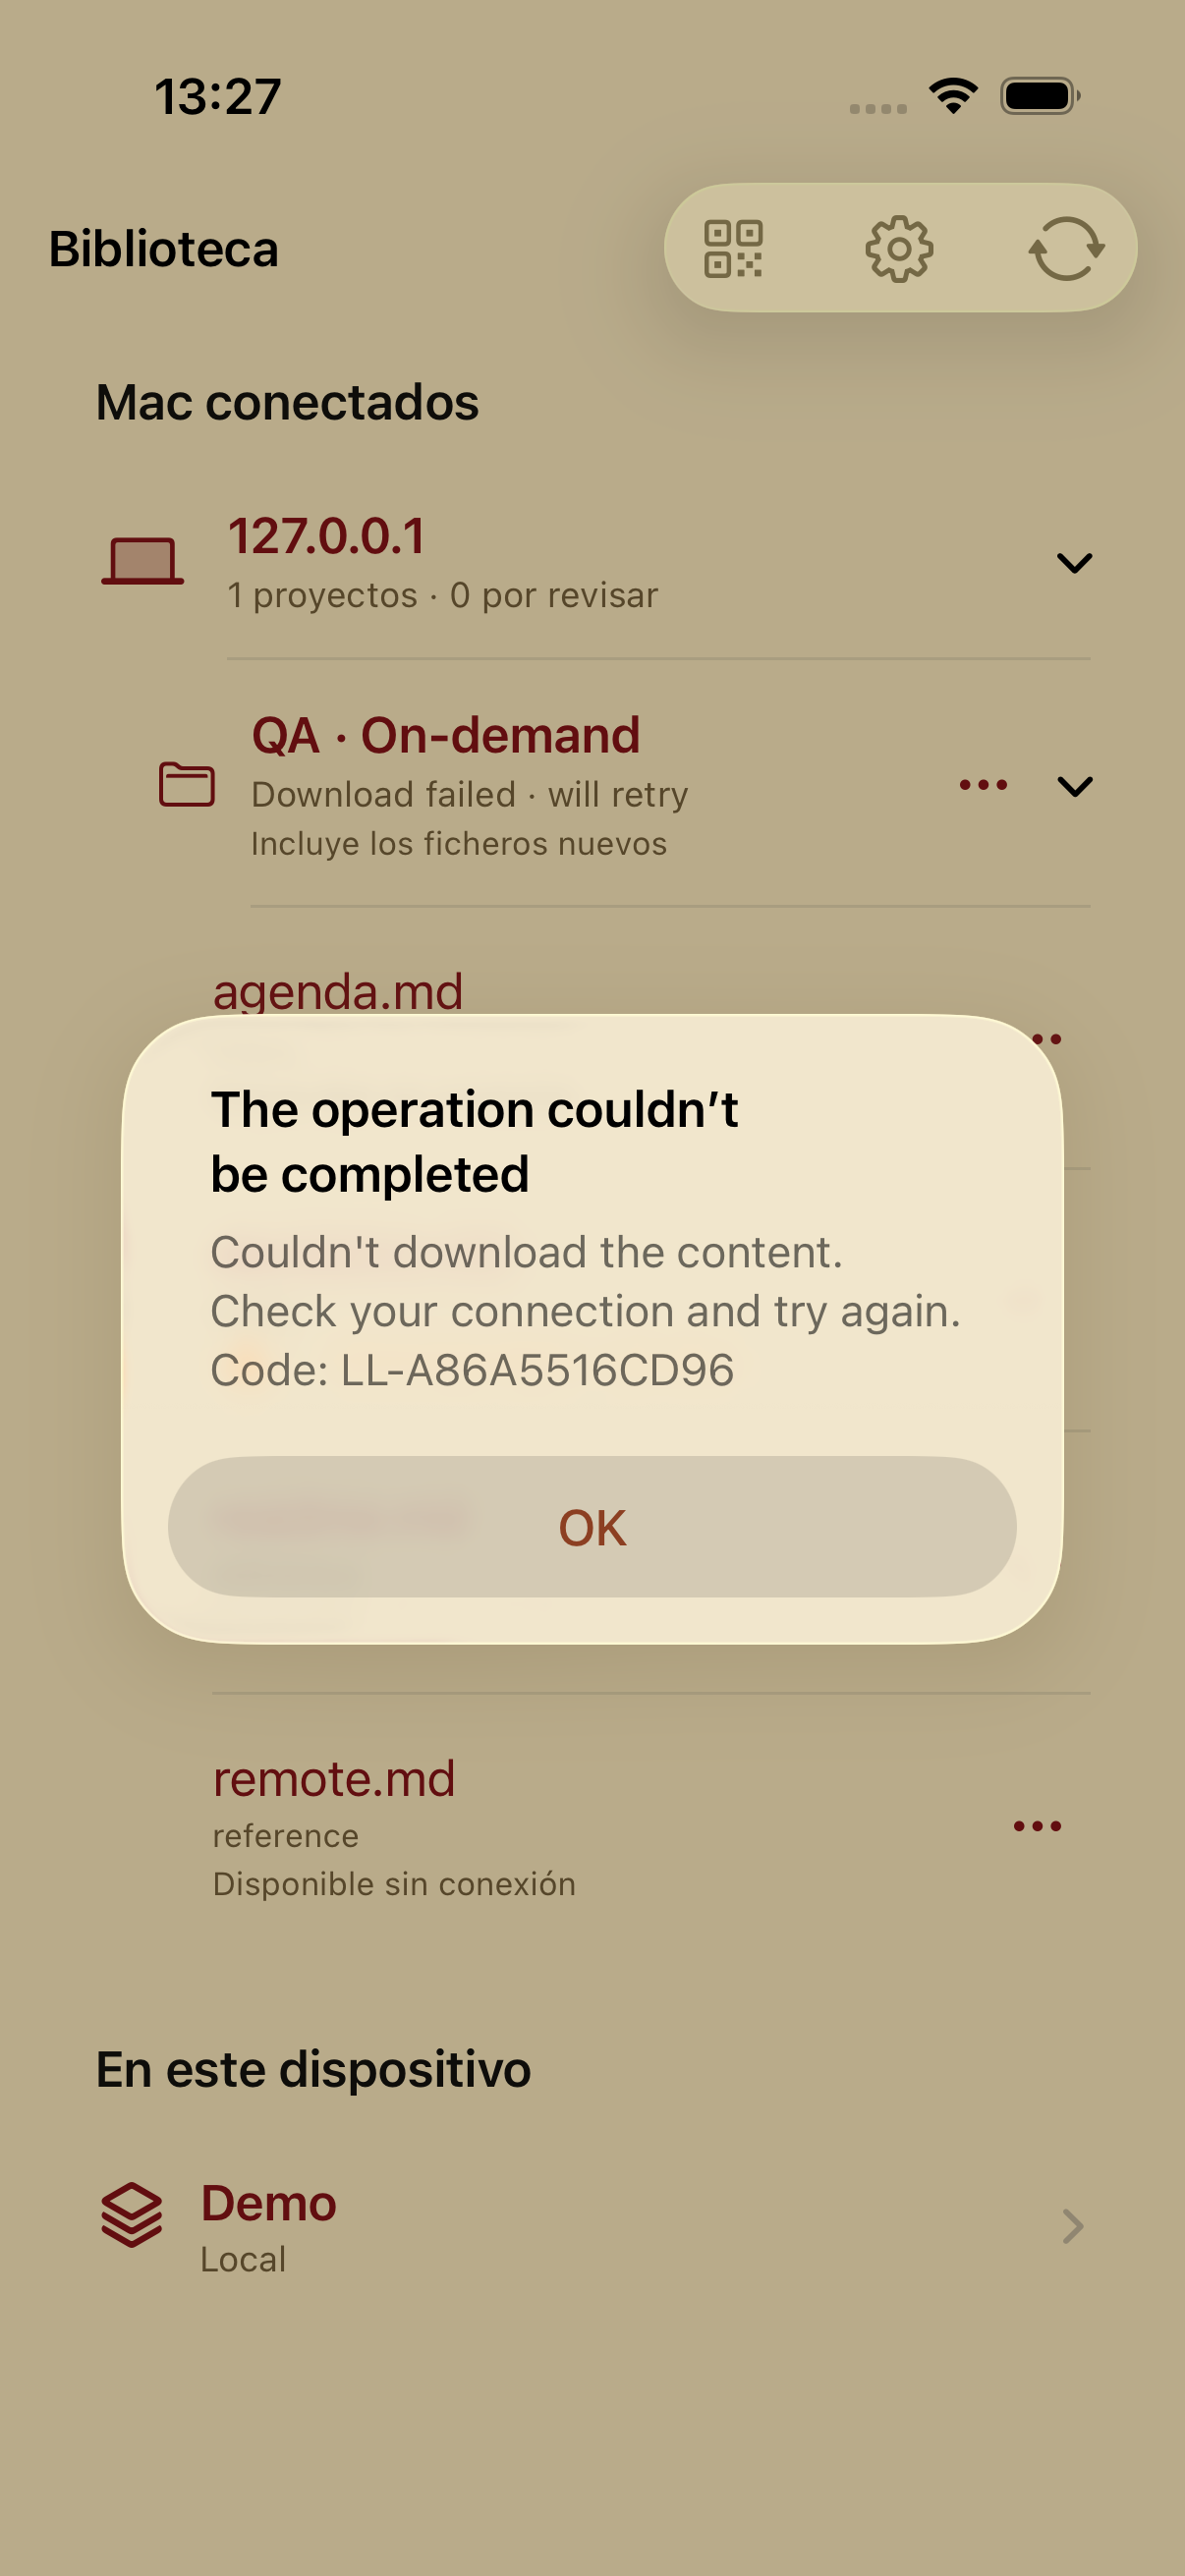 13:27
Biblioteca
Mac conectados
127.0.0.1
1 proyectos · 0 por revisar
QA · On-demand
Download failed · will retry
Incluye los ficheros nuevos
agenda.md
The operation couldn’t
be completed
Couldn't download the content.
Check your connection and try again.
Code: LL-A86A5516CD96
OK
remote.md
reference
Disponible sin conexión
En este dispositivo
Demo
Local